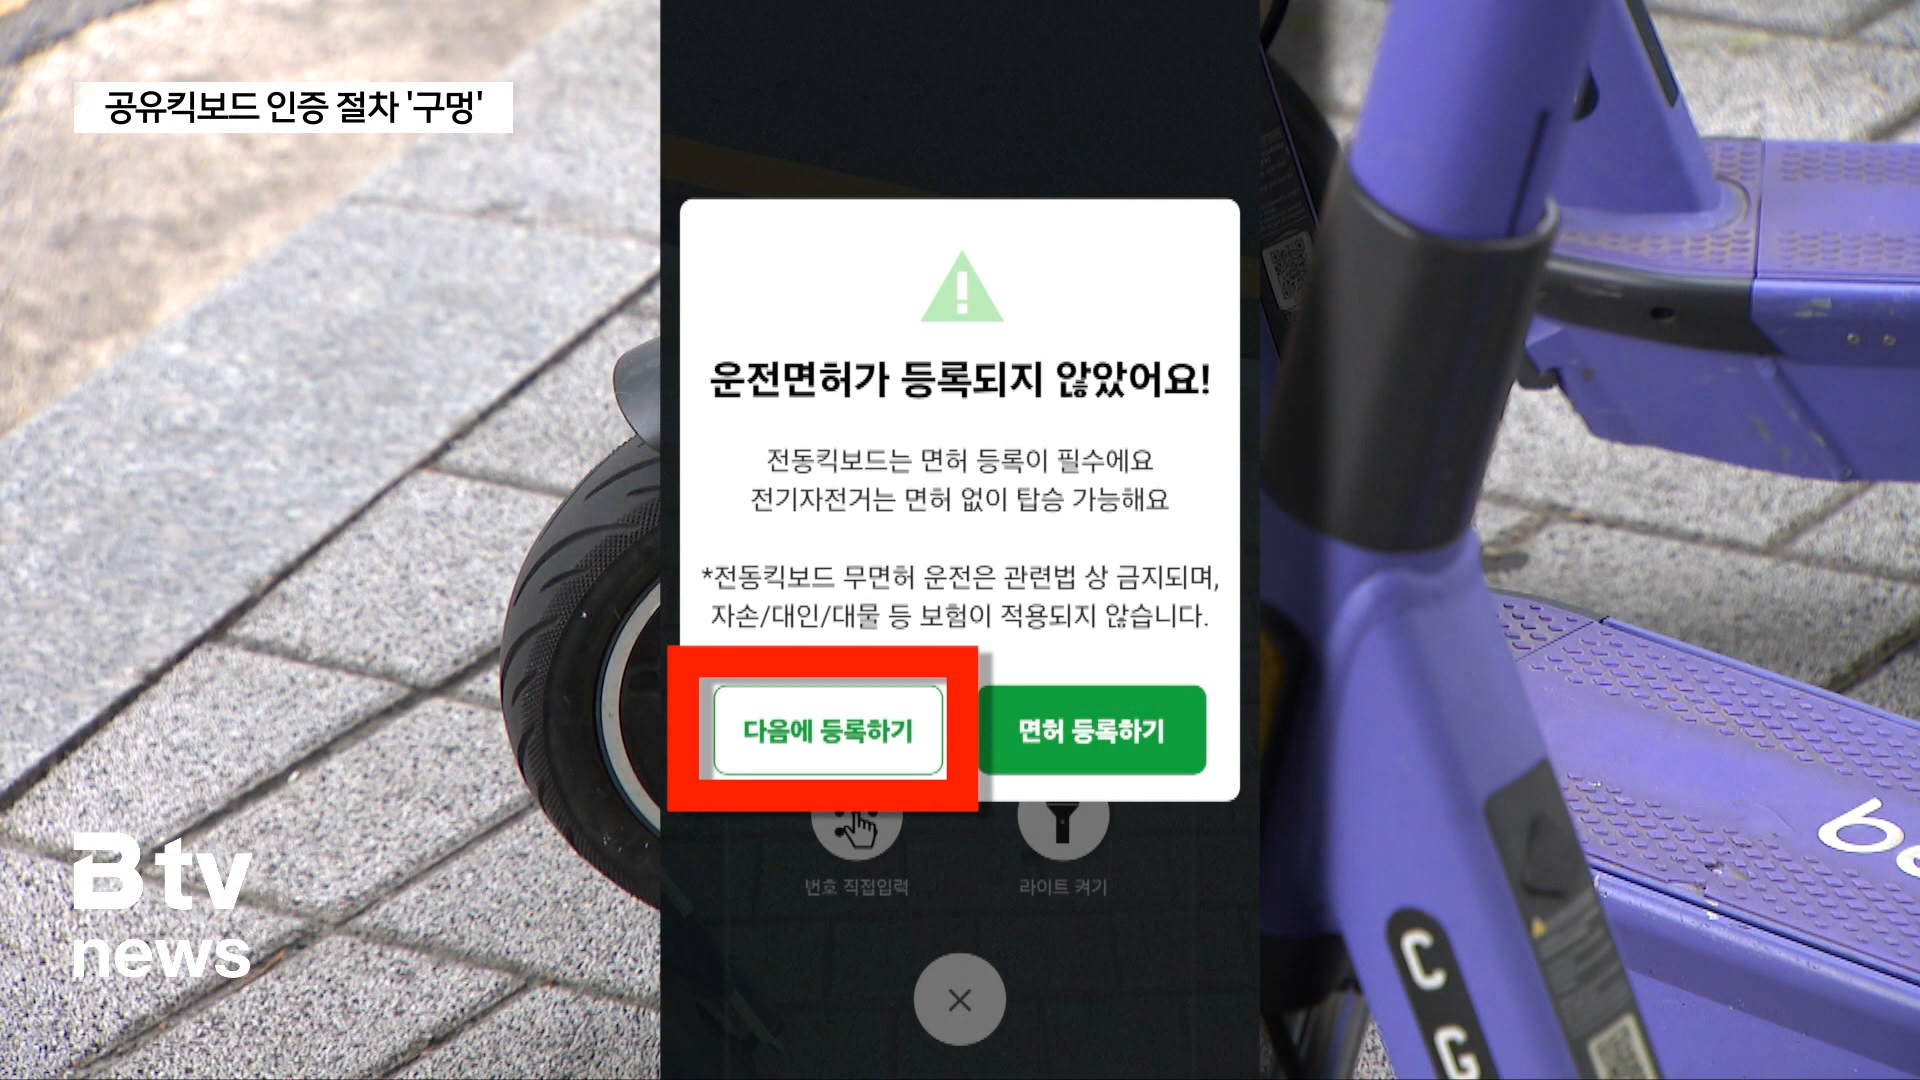 공유킥보드 인증 절차 '구멍'
운전면허가 등록되지 않았어요!
전동킥보드는 면허 등록이 필수에요
전기자전거는 면허 없이 탑승 가능해요
*전동킥보드 무면허 운전은 관련법 상 금지되며,
자손/대인/대물 등 보험이 적용되지 않습니다.
다음에 등록하기
면허 등록하기
번호 직접입력
라이트 켜기
B tv
news
C
G